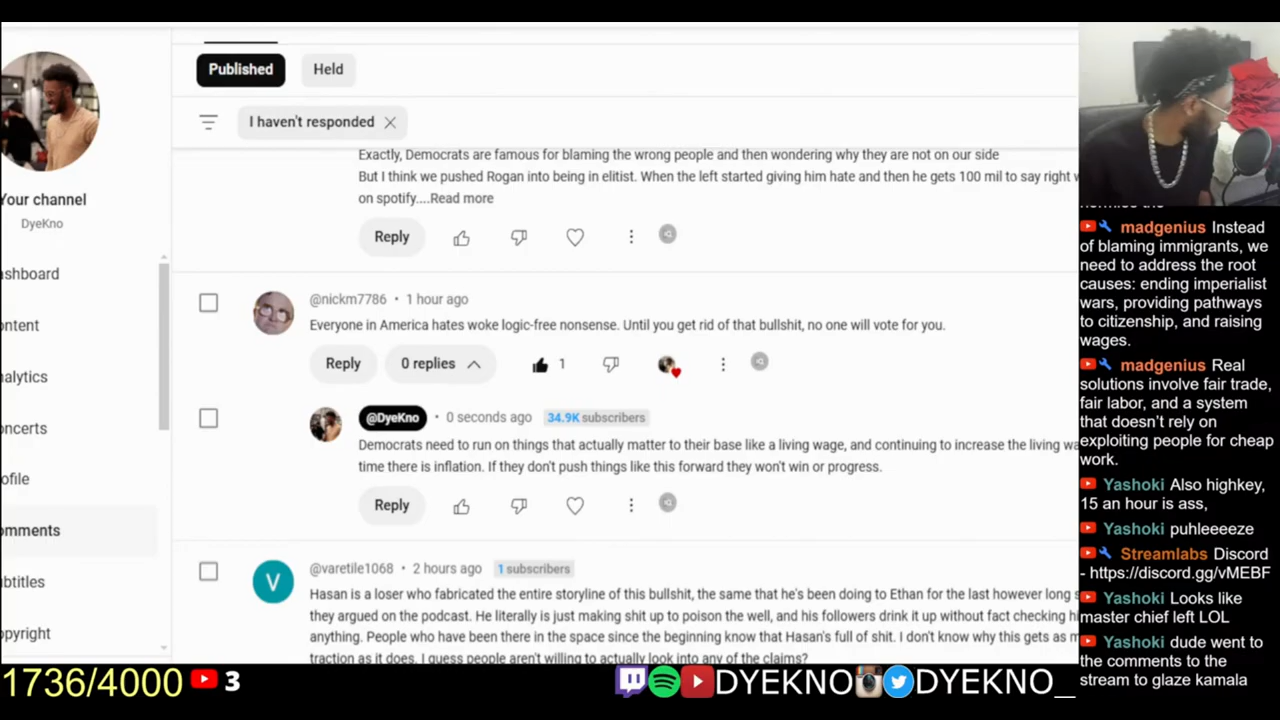 Published
Held
I haven't responded
Your channel
DyeKno
ashboard
ontent
nalytics
oncerts
ofile
omments
btitles
opyright
Exactly, Democrats are famous for blaming the wrong people and then wondering why they are not on our side
But I think we pushed Rogan into being in elitist. When the left started giving him hate and then he gets 100 mil to say right w
on spotify....Read more
Reply
@nickm7786 • 1 hour ago
Everyone in America hates woke logic-free nonsense. Until you get rid of that bullshit, no one will vote for you.
Reply 0 replies 1
@DyeKno • 0 seconds ago 34.9K subscribers
Democrats need to run on things that actually matter to their base like a living wage, and continuing to increase the living wa
time there is inflation. If they don't push things like this forward they won't win or progress.
Reply
V
@varetile1068 • 2 hours ago 1 subscribers
Hasan is a loser who fabricated the entire storyline of this bullshit, the same that he's been doing to Ethan for the last however long s
they argued on the podcast. He literally is just making shit up to poison the well, and his followers drink it up without fact checking hi
anything. People who have been there in the space since the beginning know that Hasan's full of shit. I don't know why this gets as m
traction as it does. I guess people aren't willing to actually look into any of the claims?
madgenius Instead
of blaming immigrants, we
need to address the root
causes: ending imperialist
wars, providing pathways
to citizenship, and raising
wages.
madgenius Real
solutions involve fair trade,
fair labor, and a system
that doesn't rely on
exploiting people for cheap
work.
Yashoki Also highkey,
15 an hour is ass,
Yashoki puhleeeeze
Streamlabs Discord
- https://discord.gg/vMEBF
Yashoki Looks like
master chief left LOL
Yashoki dude went to
the comments to the
stream to glaze kamala
1736/4000 3
DYEKNO DYEKNO_